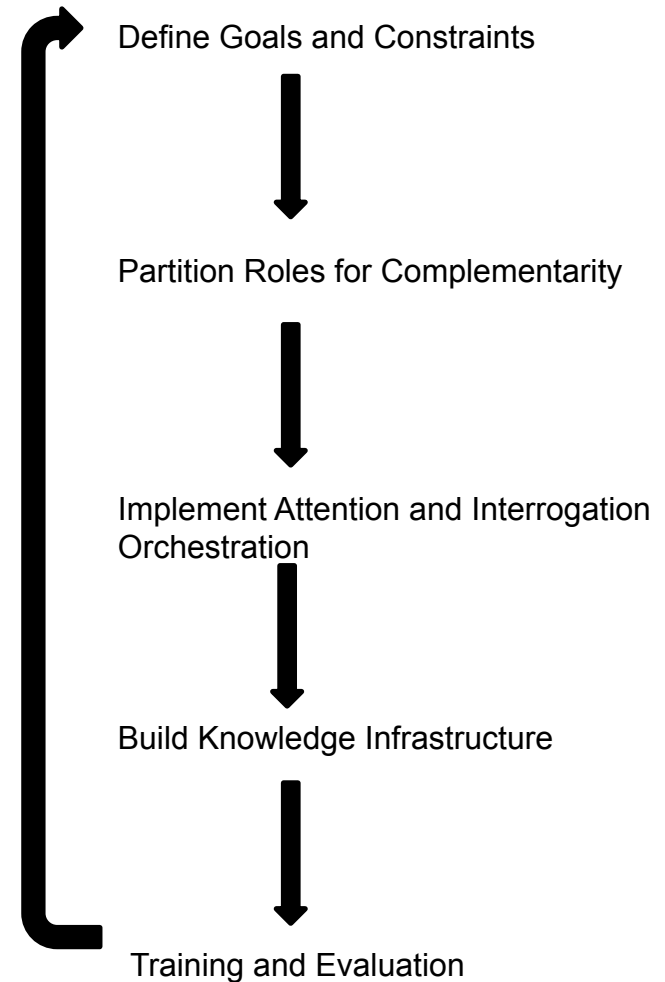 Define Goals and Constraints
Partition Roles for Complementarity
Implement Attention and Interrogation
Orchestration
Build Knowledge Infrastructure
Training and Evaluation